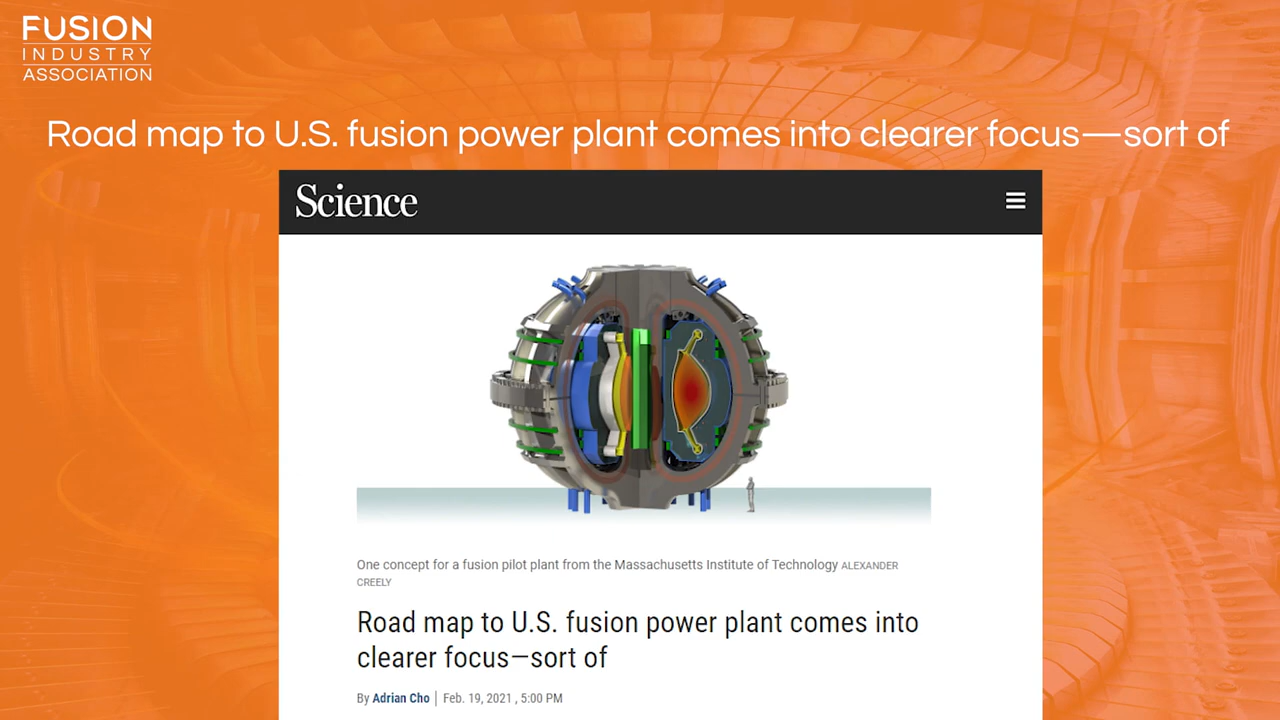 FUSION
INDUSTRY
ASSOCIATION
Road map to U.S. fusion power plant comes into clearer focus—sort of
Science
One concept for a fusion pilot plant from the Massachusetts Institute of Technology ALEXANDER
CREELY
Road map to U.S. fusion power plant comes into
clearer focus—sort of
By Adrian Cho | Feb. 19, 2021 , 5:00 PM